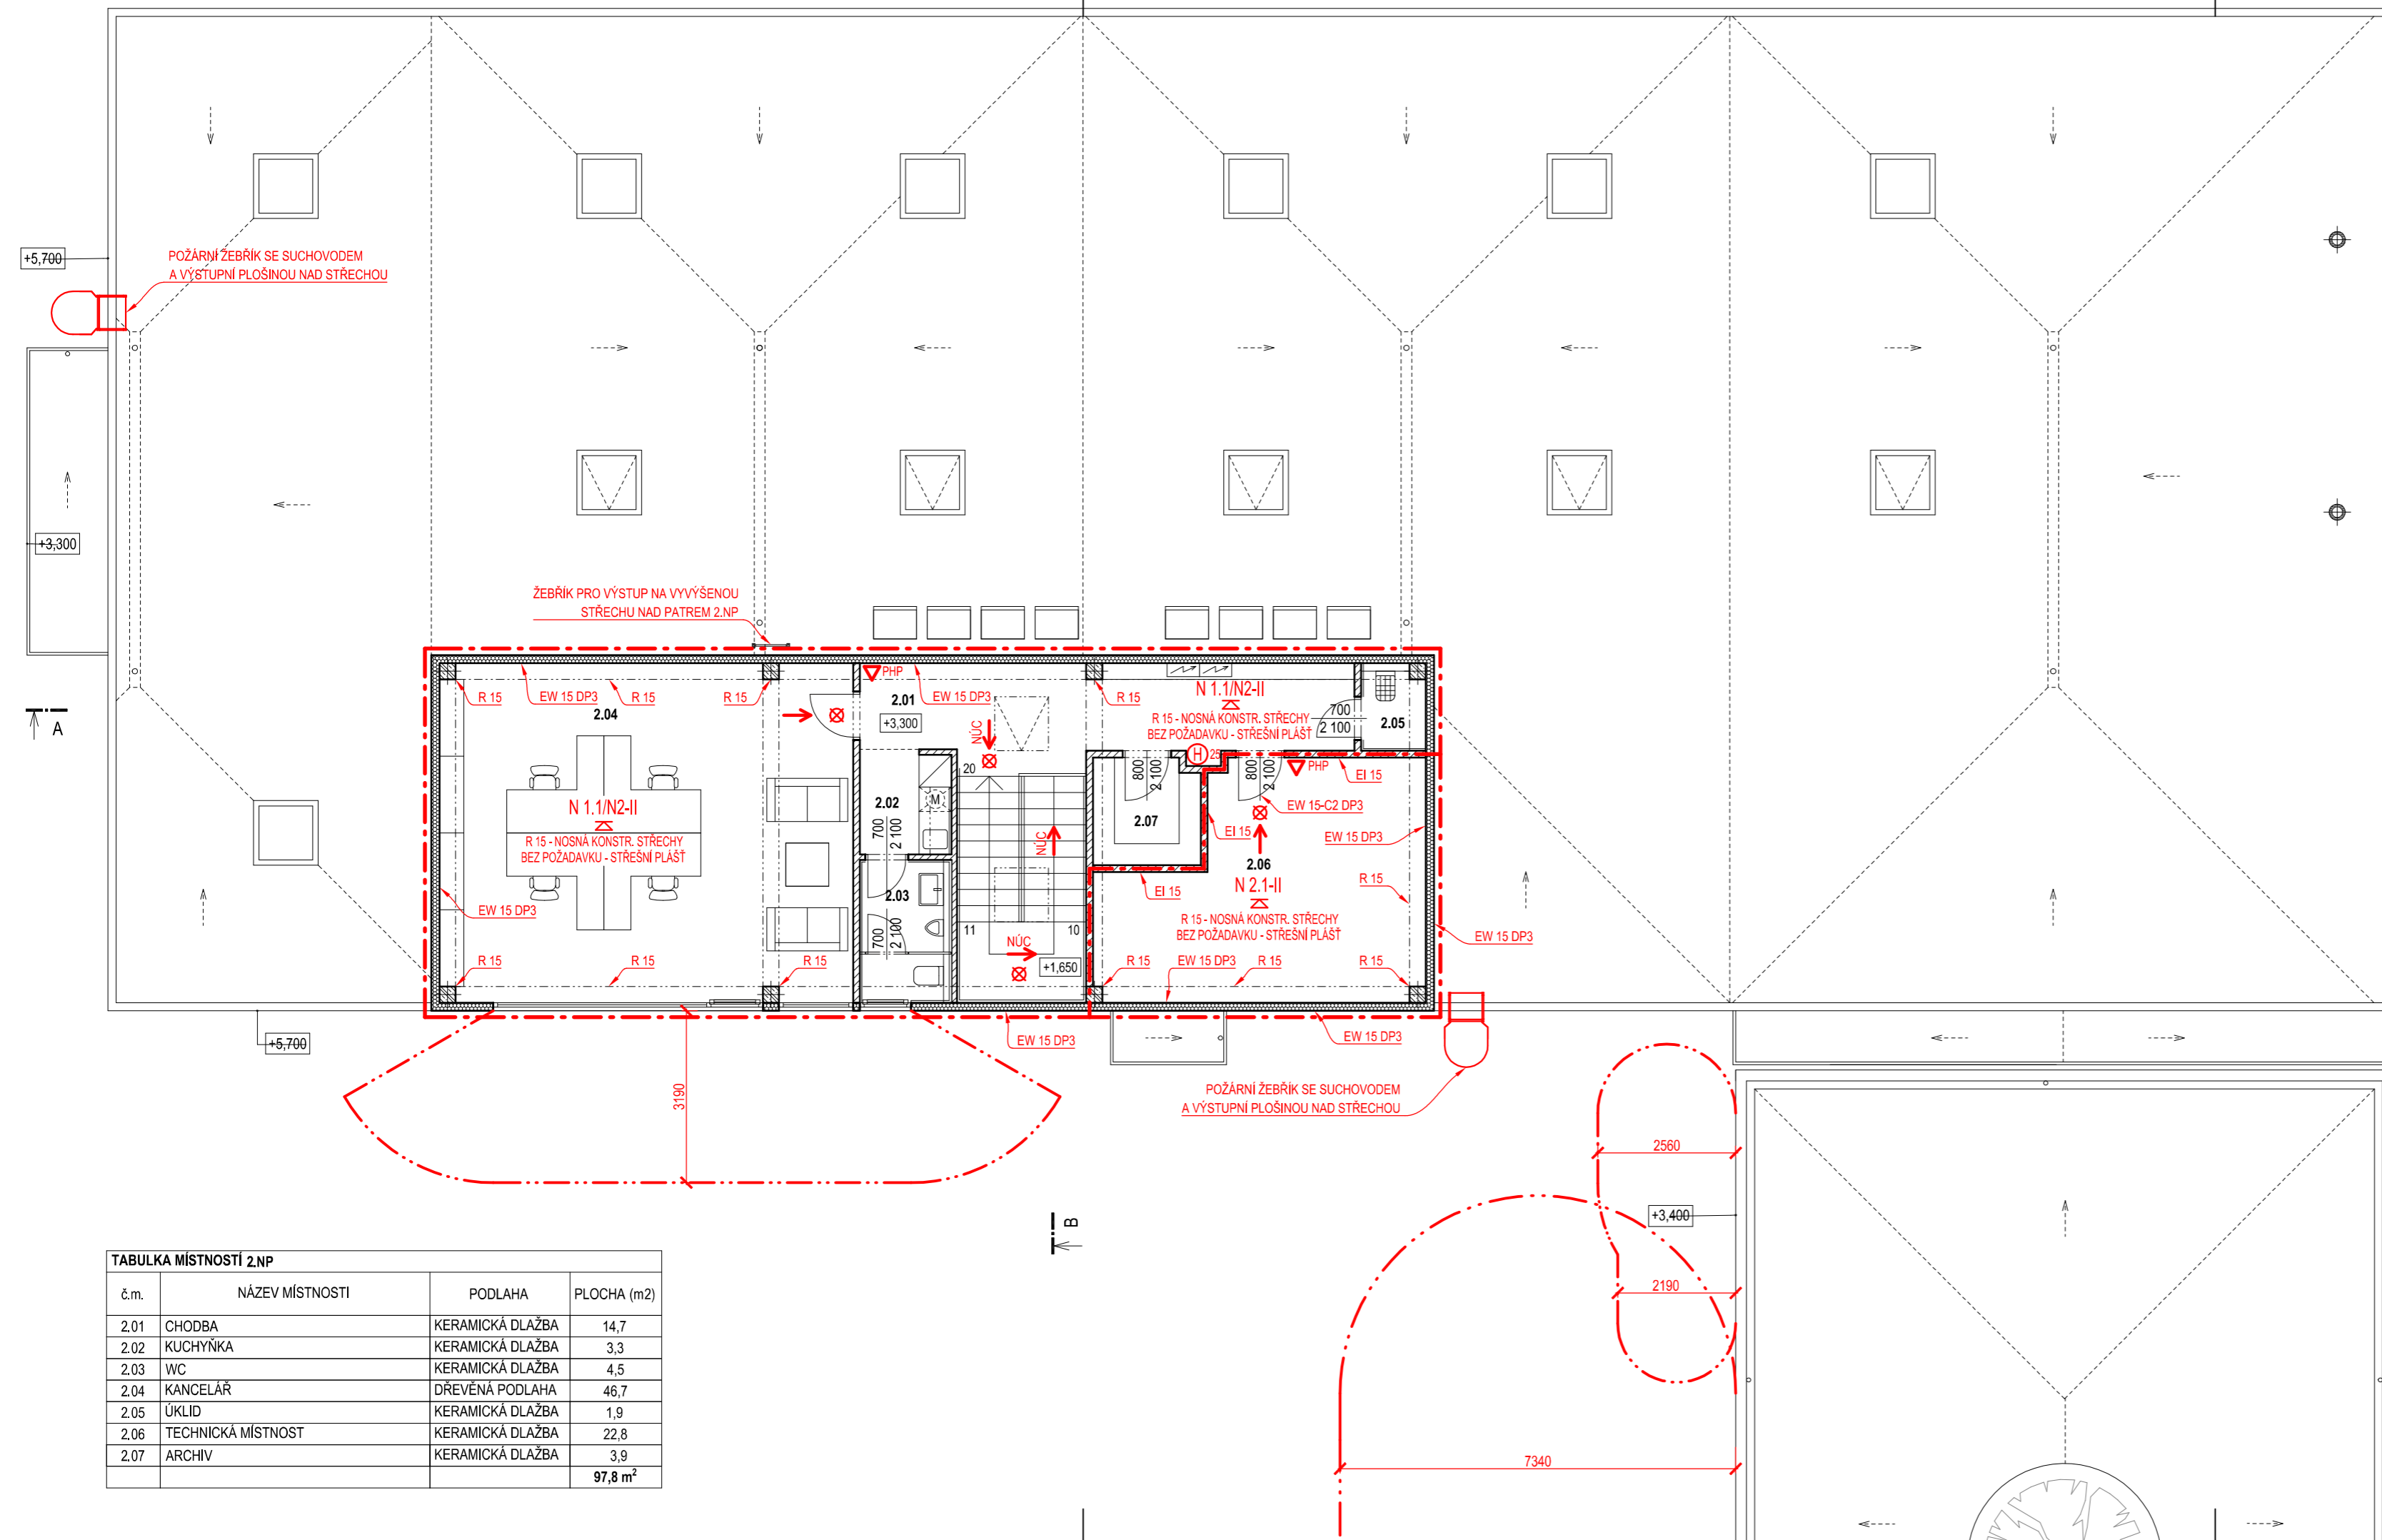 +5,700
POŽÁRNÍ ŽEBŘÍK SE SUCHOVODEM
A VÝSTUPNÍ PLOŠINOU NAD STŘECHOU
+3,300
A
ŽEBŘÍK PRO VÝSTUP NA VYVÝŠENOU
STŘECHU NAD PATREM 2.NP
PHP
R 15
EW 15 DP3
R 15
R 15
2.04
2.01
+3,300
EW 15 DP3
R 15
N 1.1/N2-II
R 15 - NOSNÁ KONSTR. STŘECHY
BEZ POŽADAVKU - STŘEŠNÍ PLÁŠŤ
700
2 100
2.05
NÚC
H 25
PHP
EI 15
20
800
2 100
800
2 100
N 1.1/N2-II
R 15 - NOSNÁ KONSTR. STŘECHY
BEZ POŽADAVKU - STŘEŠNÍ PLÁŠŤ
2.02
M
700
2 100
NÚC
2.07
EW 15-C2 DP3
EI 15
EW 15 DP3
2.06
EI 15
N 2.1-II
R 15 - NOSNÁ KONSTR. STŘECHY
BEZ POŽADAVKU - STŘEŠNÍ PLÁŠŤ
R 15
EW 15 DP3
2.03
700
2 100
11
10
NÚC
+1,650
EW 15 DP3
R 15
R 15
R 15
R 15
EW 15 DP3
R 15
R 15
+5,700
EW 15 DP3
EW 15 DP3
3190
POŽÁRNÍ ŽEBŘÍK SE SUCHOVODEM
A VÝSTUPNÍ PLOŠINOU NAD STŘECHOU
2560
+3,400
2190
7340
B
TABULKA MÍSTNOSTÍ 2.NP
č.m. NÁZEV MÍSTNOSTI PODLAHA PLOCHA (m2)
2.01 CHODBA KERAMICKÁ DLAŽBA 14,7
2.02 KUCHYŇKA KERAMICKÁ DLAŽBA 3,3
2.03 WC KERAMICKÁ DLAŽBA 4,5
2.04 KANCELÁŘ DŘEVĚNÁ PODLAHA 46,7
2.05 ÚKLID KERAMICKÁ DLAŽBA 1,9
2.06 TECHNICKÁ MÍSTNOST KERAMICKÁ DLAŽBA 22,8
2.07 ARCHIV KERAMICKÁ DLAŽBA 3,9
97,8 m²